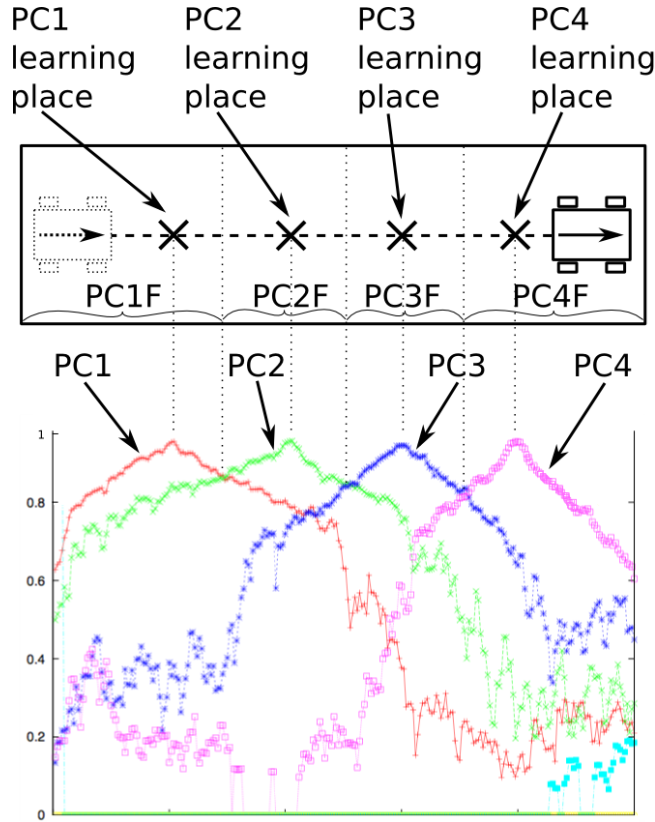 PC1 PC2 PC3 PC4
learning learning learning learning
place place place place
PC1F PC2F PC3F PC4F
PC1 PC2 PC3 PC4
1
0.8
0.6
0.4
0.2
0